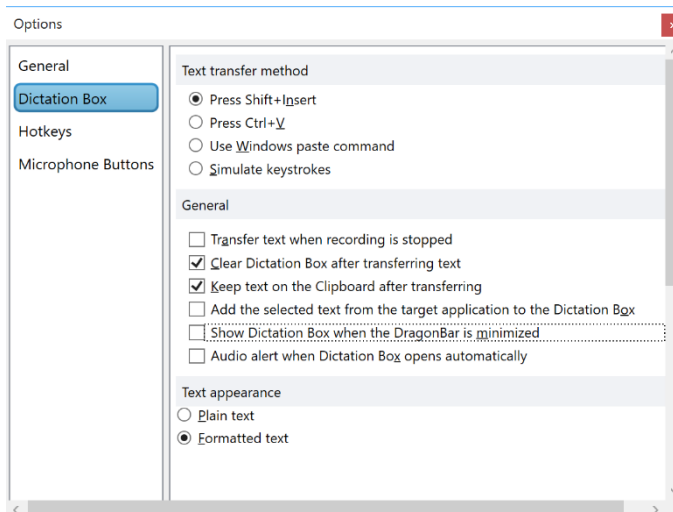 Options
General
Dictation Box
Hotkeys
Microphone Buttons
Text transfer method
Press Shift+Insert
Press Ctrl+V
Use Windows paste command
Simulate keystrokes
General
Transfer text when recording is stopped
Clear Dictation Box after transferring text
Keep text on the Clipboard after transferring
Add the selected text from the target application to the Dictation Box
Show Dictation Box when the DragonBar is minimized
Audio alert when Dictation Box opens automatically
Text appearance
Plain text
Formatted text